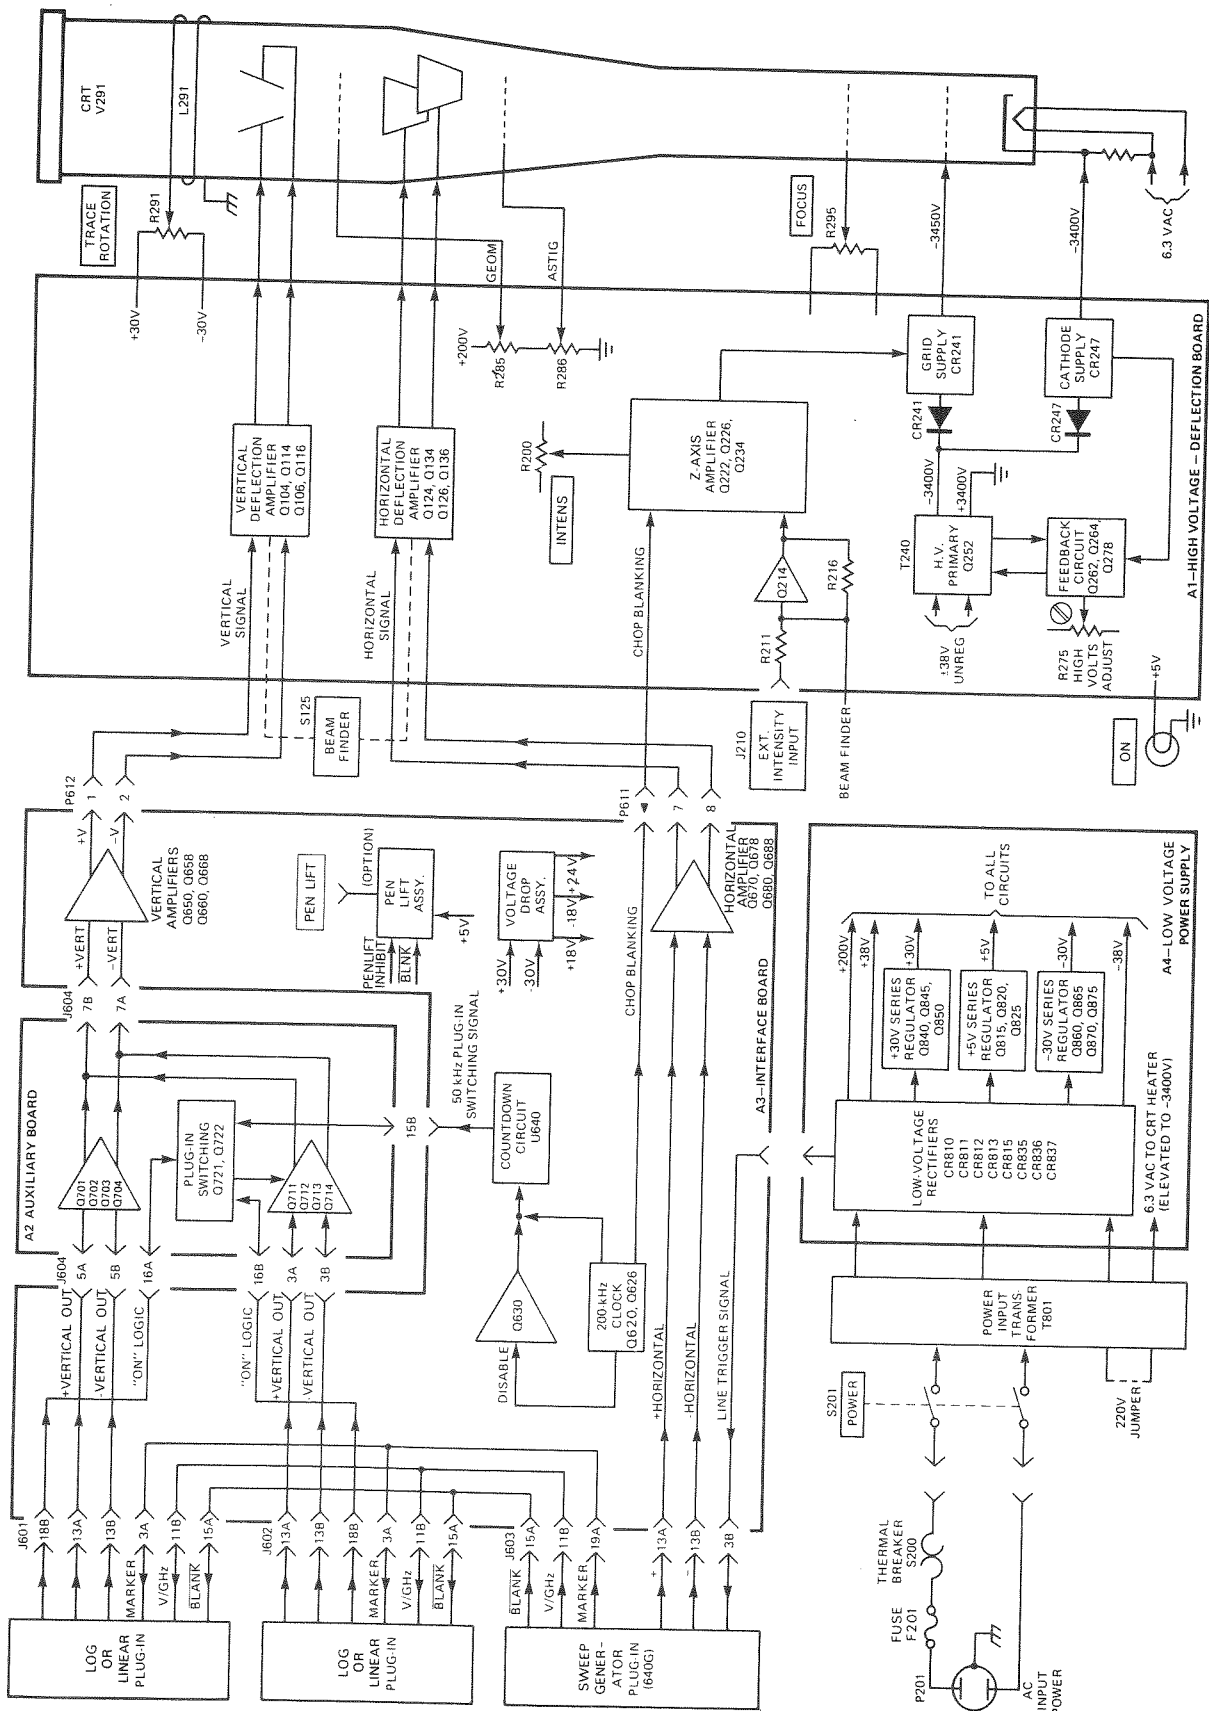 LOG
OR
LINEAR
PLUG-IN
J601
18B
13A
13B
3A
11B
15A
MARKER
V/GHz
BLANK
LOG
OR
LINEAR
PLUG-IN
J602
13A
13B
18B
3A
11B
15A
MARKER
V/GHz
BLANK
SWEEP
GENER-
ATOR
PLUG-IN
(640G)
J603
15A
11B
19A
13A
13B
3B
BLANK
V/GHz
MARKER
+
-
J604
5A
5B
16A
16B
3A
3B
+VERTICAL OUT
-VERTICAL OUT
"ON" LOGIC
"ON" LOGIC
+VERTICAL OUT
-VERTICAL OUT
A2 AUXILIARY BOARD
Q701
Q702
Q703
Q704
PLUG-IN
SWITCHING
Q721, Q722
Q711
Q712
Q713
Q714
J604
7B
7A
15B
+VERT
-VERT
VERTICAL
AMPLIFIERS
Q650, Q658
Q660, Q668
+V
-V
P612
1
2
PEN LIFT
(OPTION)
PEN
LIFT
ASSY.
PENLIFT
INHIBIT
BLNK
+5V
VOLTAGE
DROP
ASSY.
+30V
-30V
+18V
-18V
+24V
50 kHz PLUG-IN
SWITCHING SIGNAL
COUNTDOWN
CIRCUIT
U640
Q630
DISABLE
200-kHz
CLOCK
Q620, Q626
CHOP BLANKING
+HORIZONTAL
-HORIZONTAL
LINE TRIGGER SIGNAL
HORIZONTAL
AMPLIFIER
Q670, Q678
Q680, Q688
P611
7
8
A3—INTERFACE BOARD
BEAM
FINDER
S125
VERTICAL
SIGNAL
HORIZONTAL
SIGNAL
CHOP BLANKING
VERTICAL
DEFLECTION
AMPLIFIER
Q104, Q114
Q106, Q116
HORIZONTAL
DEFLECTION
AMPLIFIER
Q124, Q134
Q126, Q136
INTENS
R200
Z-AXIS
AMPLIFIER
Q222, Q226,
Q234
J210
EXT.
INTENSITY
INPUT
R211
Q214
R216
BEAM FINDER
T240
H.V.
PRIMARY
Q252
±38V
UNREG
-3400V
+3400V
FEEDBACK
CIRCUIT
Q262, Q264,
Q278
R275
HIGH
VOLTS
ADJUST
CR241
CR247
GRID
SUPPLY
CR241
CATHODE
SUPPLY
CR247
A1—HIGH VOLTAGE – DEFLECTION BOARD
TRACE
ROTATION
R291
+30V
-30V
+200V
R285
R286
GEOM
ASTIG
FOCUS
R295
-3450V
-3400V
6.3 VAC
CRT
V291
L291
ON
+5V
P201
AC
INPUT
POWER
FUSE
F201
THERMAL
BREAKER
S200
S201
POWER
220V
JUMPER
POWER
INPUT
TRANS-
FORMER
T801
LOW-VOLTAGE
RECTIFIERS
CR810
CR811
CR812
CR813
CR815
CR835
CR836
CR837
+30V SERIES
REGULATOR
Q840, Q845,
Q850
+5V SERIES
REGULATOR
Q815, Q820,
Q825
-30V SERIES
REGULATOR
Q860, Q865
Q870, Q875
+200V
+38V
+30V
+5V
-30V
-38V
TO ALL
CIRCUITS
6.3 VAC TO CRT HEATER
(ELEVATED TO -3400V)
A4—LOW VOLTAGE
POWER SUPPLY